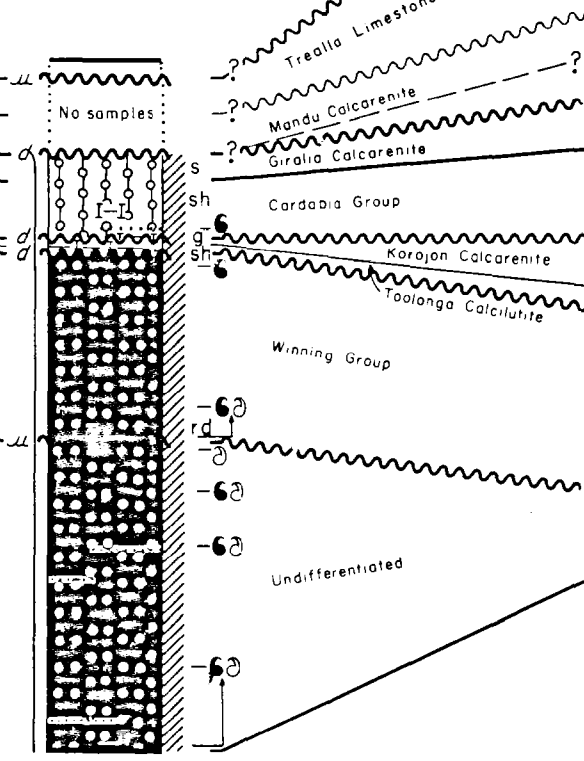 Trealla Limestone
u
?
No samples
?
?
Mandu Calcarenite
d
?
Giralia Calcarenite
s
sh
I-I
Cardabia Group
d
g
Korojon Calcarenite
d
sh
Toolonga Calcilutite
Winning Group
rd
u
Undifferentiated